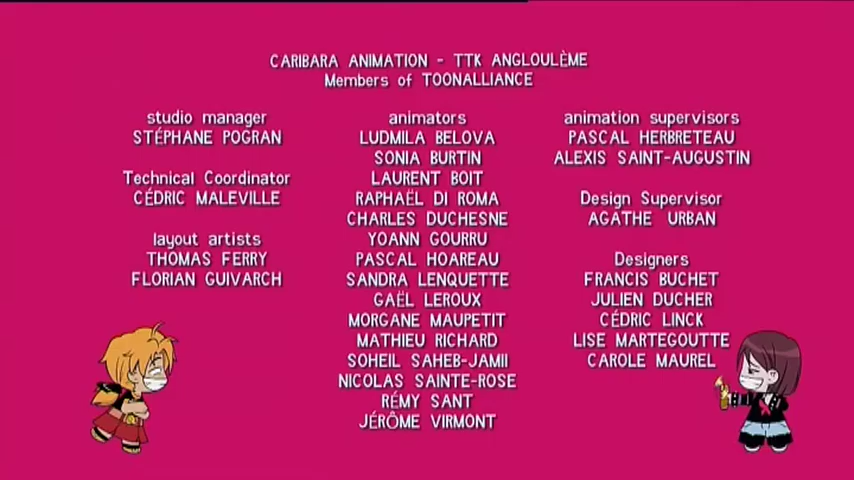 CARIBARA ANIMATION - TTK ANGLOULÈME
Members of TOONALLIANCE
studio manager
STÉPHANE POGRAN
Technical Coordinator
CÉDRIC MALEVILLE
layout artists
THOMAS FERRY
FLORIAN GUIVARCH
animators
LUDMILA BELOVA
SONIA BURTIN
LAURENT BOIT
RAPHAËL DI ROMA
CHARLES DUCHESNE
YOANN GOURRU
PASCAL HOAREAU
SANDRA LENQUETTE
GAËL LEROUX
MORGANE MAUPETIT
MATHIEU RICHARD
SOHEIL SAHEB-JAMII
NICOLAS SAINTE-ROSE
RÉMY SANT
JÉRÔME VIRMONT
animation supervisors
PASCAL HERBRETEAU
ALEXIS SAINT-AUGUSTIN
Design Supervisor
AGATHE URBAN
Designers
FRANCIS BUCHET
JULIEN DUCHER
CÉDRIC LINCK
LISE MARTEGOUTTE
CAROLE MAUREL